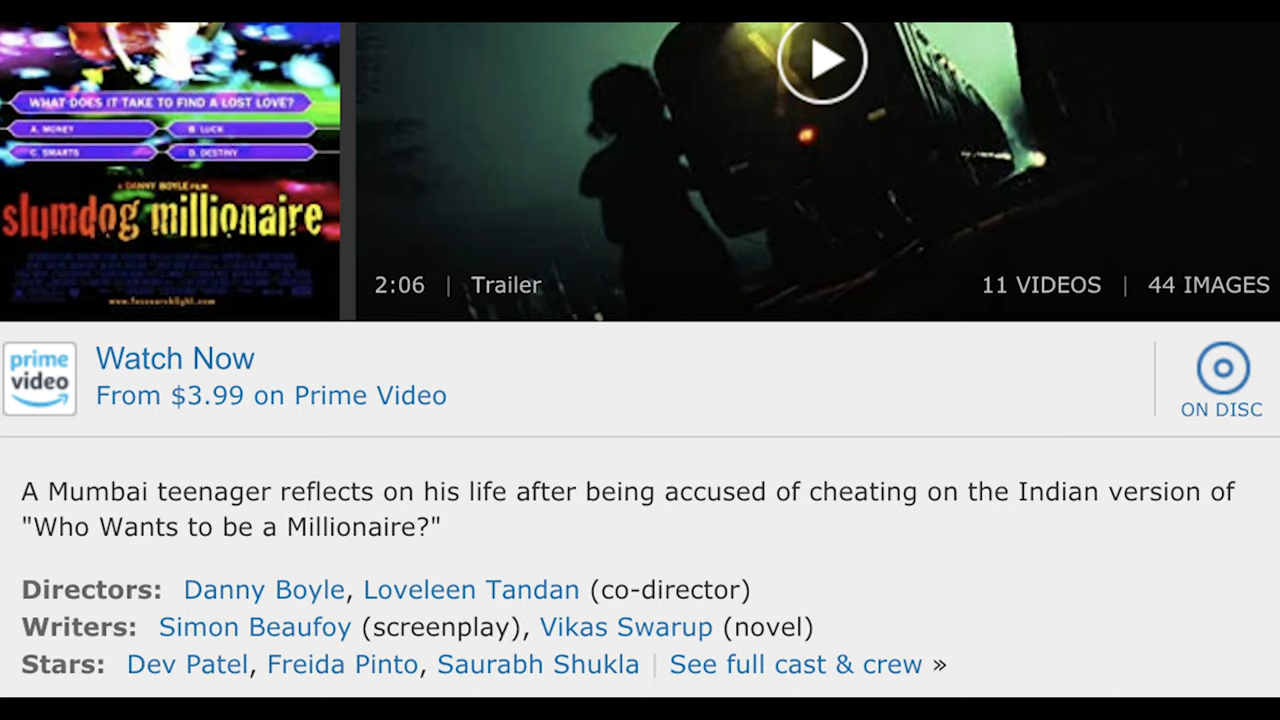 WHAT DOES IT TAKE TO FIND A LOST LOVE?
A. MONEY
B. LUCK
C. SMARTS
D. DESTINY
A DANNY BOYLE FILM
slumdog millionaire
www.foxsearchlight.com
2:06 | Trailer
11 VIDEOS | 44 IMAGES
prime video
Watch Now
From $3.99 on Prime Video
ON DISC
A Mumbai teenager reflects on his life after being accused of cheating on the Indian version of
"Who Wants to be a Millionaire?"
Directors: Danny Boyle, Loveleen Tandan (co-director)
Writers: Simon Beaufoy (screenplay), Vikas Swarup (novel)
Stars: Dev Patel, Freida Pinto, Saurabh Shukla | See full cast & crew »